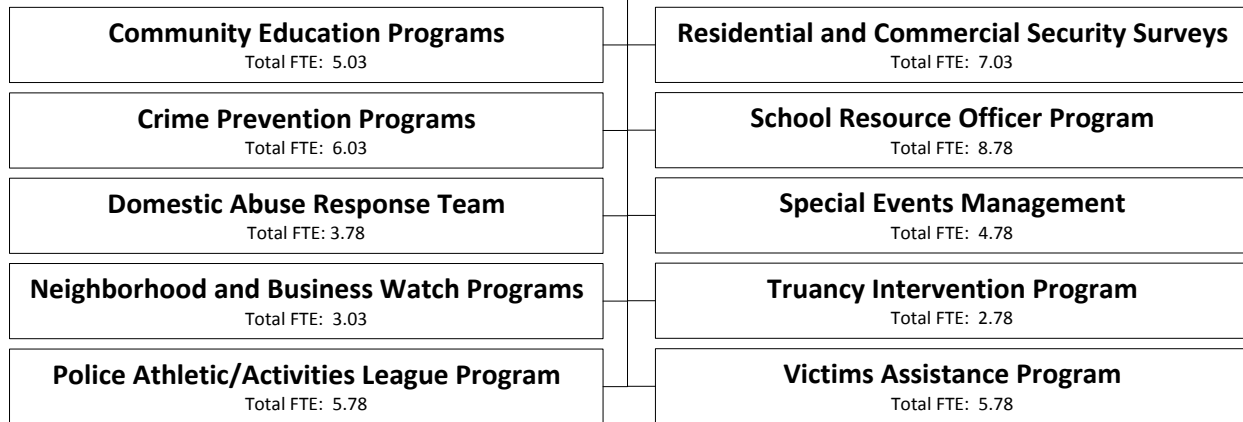 Community Education Programs
Total FTE: 5.03
Residential and Commercial Security Surveys
Total FTE: 7.03
Crime Prevention Programs
Total FTE: 6.03
School Resource Officer Program
Total FTE: 8.78
Domestic Abuse Response Team
Total FTE: 3.78
Special Events Management
Total FTE: 4.78
Neighborhood and Business Watch Programs
Total FTE: 3.03
Truancy Intervention Program
Total FTE: 2.78
Police Athletic/Activities League Program
Total FTE: 5.78
Victims Assistance Program
Total FTE: 5.78